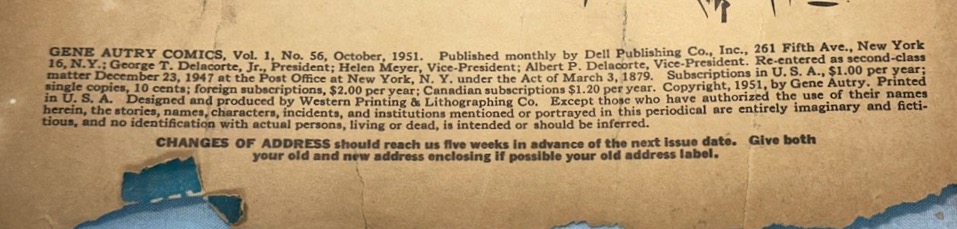 GENE AUTRY COMICS, Vol. 1, No. 56, October, 1951. Published monthly by Dell Publishing Co., Inc., 261 Fifth Ave., New York
16, N.Y.; George T. Delacorte, Jr., President; Helen Meyer, Vice-President; Albert P. Delacorte, Vice-President. Re-entered as second-class
matter December 23, 1947 at the Post Office at New York, N. Y. under the Act of March 3, 1879. Subscriptions in U. S. A., $1.00 per year;
single copies, 10 cents; foreign subscriptions, $2.00 per year; Canadian subscriptions $1.20 per year. Copyright, 1951, by Gene Autry. Printed
in U. S. A. Designed and produced by Western Printing & Lithographing Co. Except those who have authorized the use of their names
herein, the stories, names, characters, incidents, and institutions mentioned or portrayed in this periodical are entirely imaginary and ficti-
tious, and no identification with actual persons, living or dead, is intended or should be inferred.
CHANGES OF ADDRESS should reach us five weeks in advance of the next issue date. Give both
your old and new address enclosing if possible your old address label.